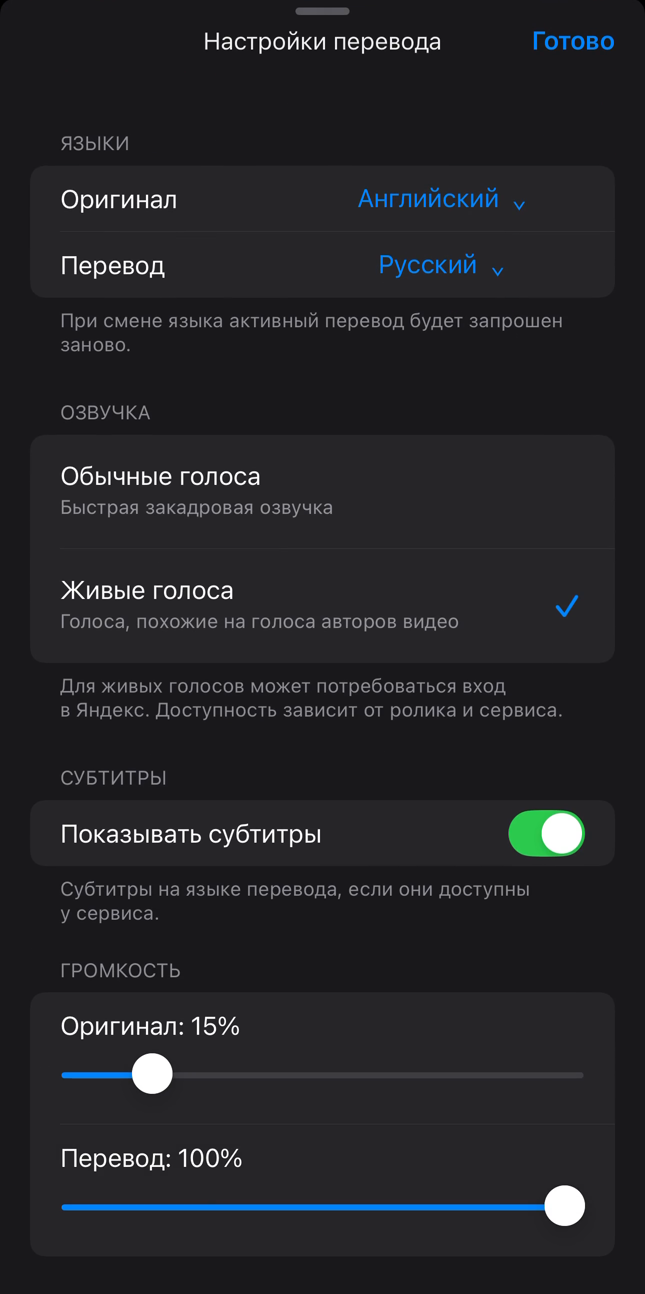 Настройки перевода
Готово
ЯЗЫКИ
Оригинал
Английский
Перевод
Русский
При смене языка активный перевод будет запрошен
заново.
ОЗВУЧКА
Обычные голоса
Быстрая закадровая озвучка
Живые голоса
Голоса, похожие на голоса авторов видео
Для живых голосов может потребоваться вход
в Яндекс. Доступность зависит от ролика и сервиса.
СУБТИТРЫ
Показывать субтитры
Субтитры на языке перевода, если они доступны
у сервиса.
ГРОМКОСТЬ
Оригинал: 15%
Перевод: 100%